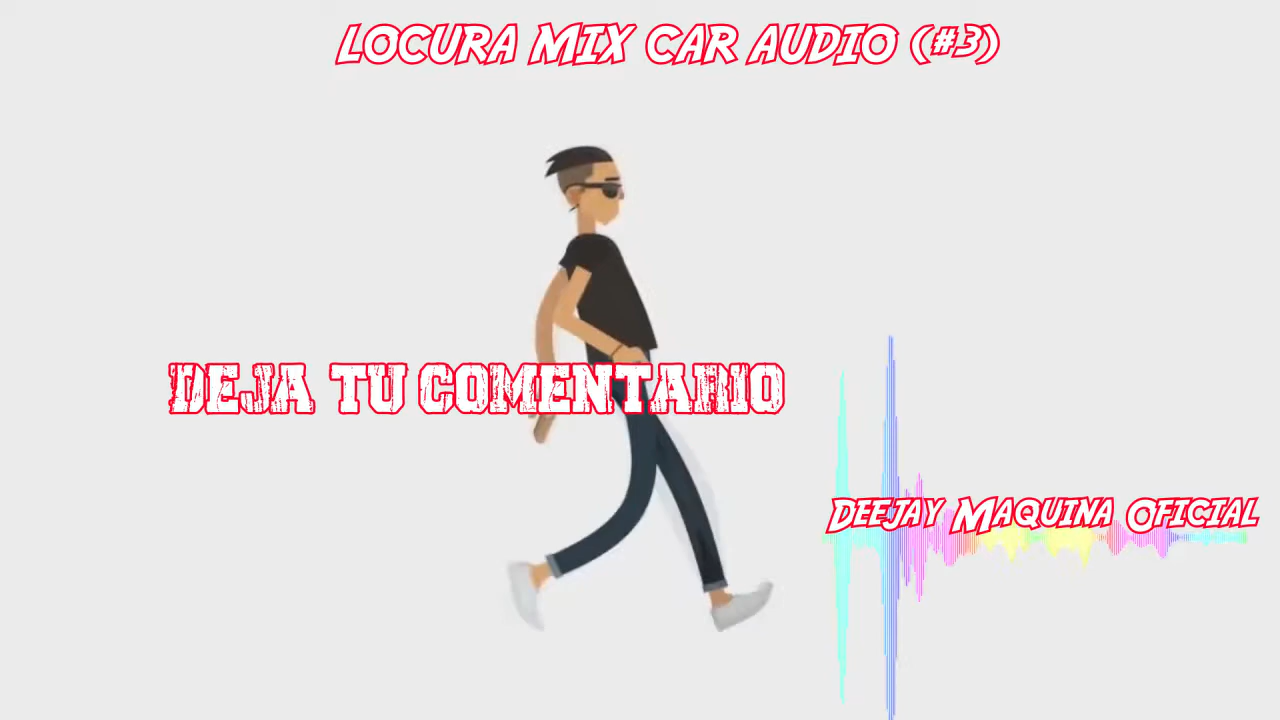 LOCURA MIX CAR AUDIO (#3)
DEJA TU COMENTARIO
DEEJAY MAQUINA OFICIAL